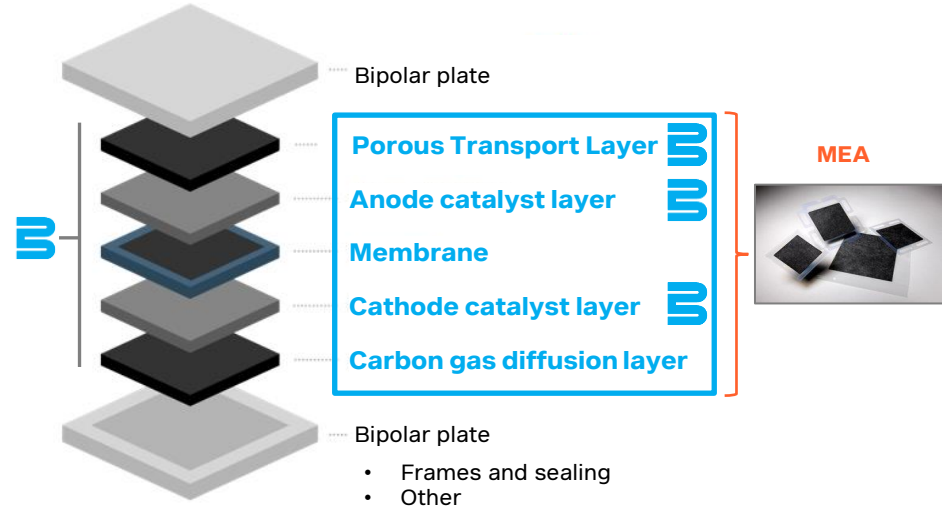 Bipolar plate
Porous Transport Layer
MEA
Anode catalyst layer
Membrane
Cathode catalyst layer
Carbon gas diffusion layer
Bipolar plate
• Frames and sealing
• Other